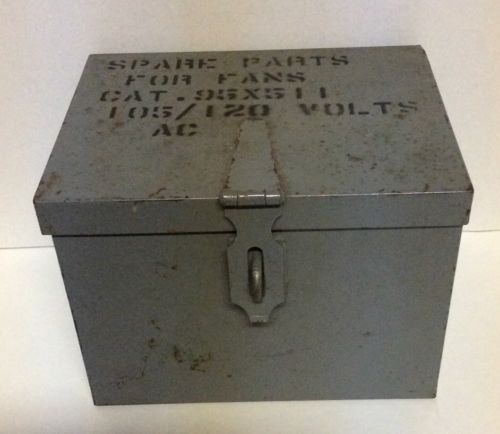 SPARE PARTS
FOR FANS
CAT.95X511
105/120 VOLTS
AC